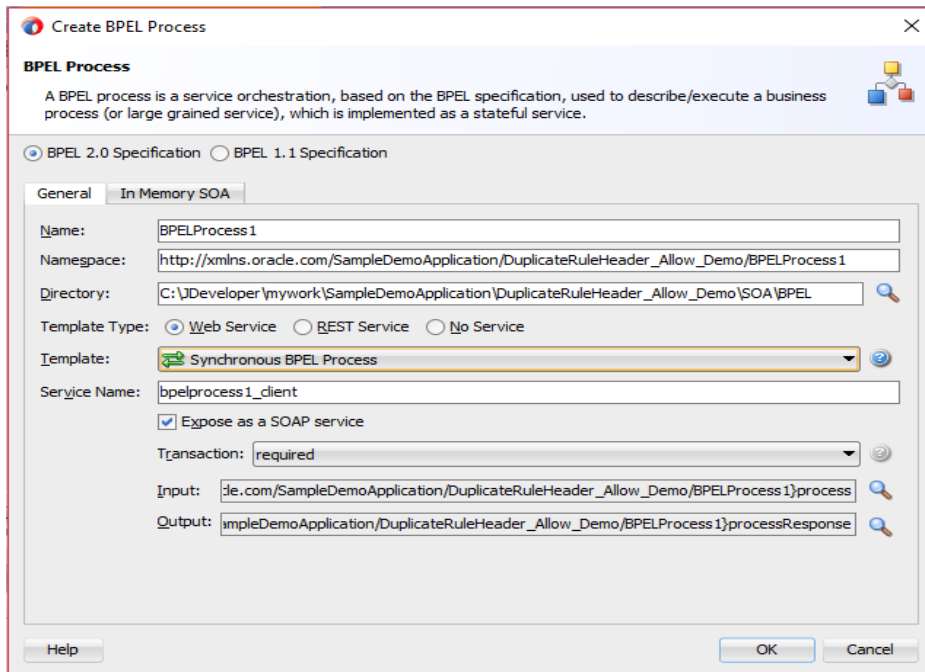 Create BPEL Process
BPEL Process
A BPEL process is a service orchestration, based on the BPEL specification, used to describe/execute a business
process (or large grained service), which is implemented as a stateful service.
BPEL 2.0 Specification BPEL 1.1 Specification
General In Memory SOA
Name: BPELProcess1
Namespace: http://xmlns.oracle.com/SampleDemoApplication/DuplicateRuleHeader_Allow_Demo/BPELProcess1
Directory: C:\JDeveloper\mywork\SampleDemoApplication\DuplicateRuleHeader_Allow_Demo\SOA\BPEL
Template Type: Web Service REST Service No Service
Template: Synchronous BPEL Process
Service Name: bpelprocess1_client
Expose as a SOAP service
Transaction: required
Input: cle.com/SampleDemoApplication/DuplicateRuleHeader_Allow_Demo/BPELProcess1}process
Output: ampleDemoApplication/DuplicateRuleHeader_Allow_Demo/BPELProcess1}processResponse
Help OK Cancel